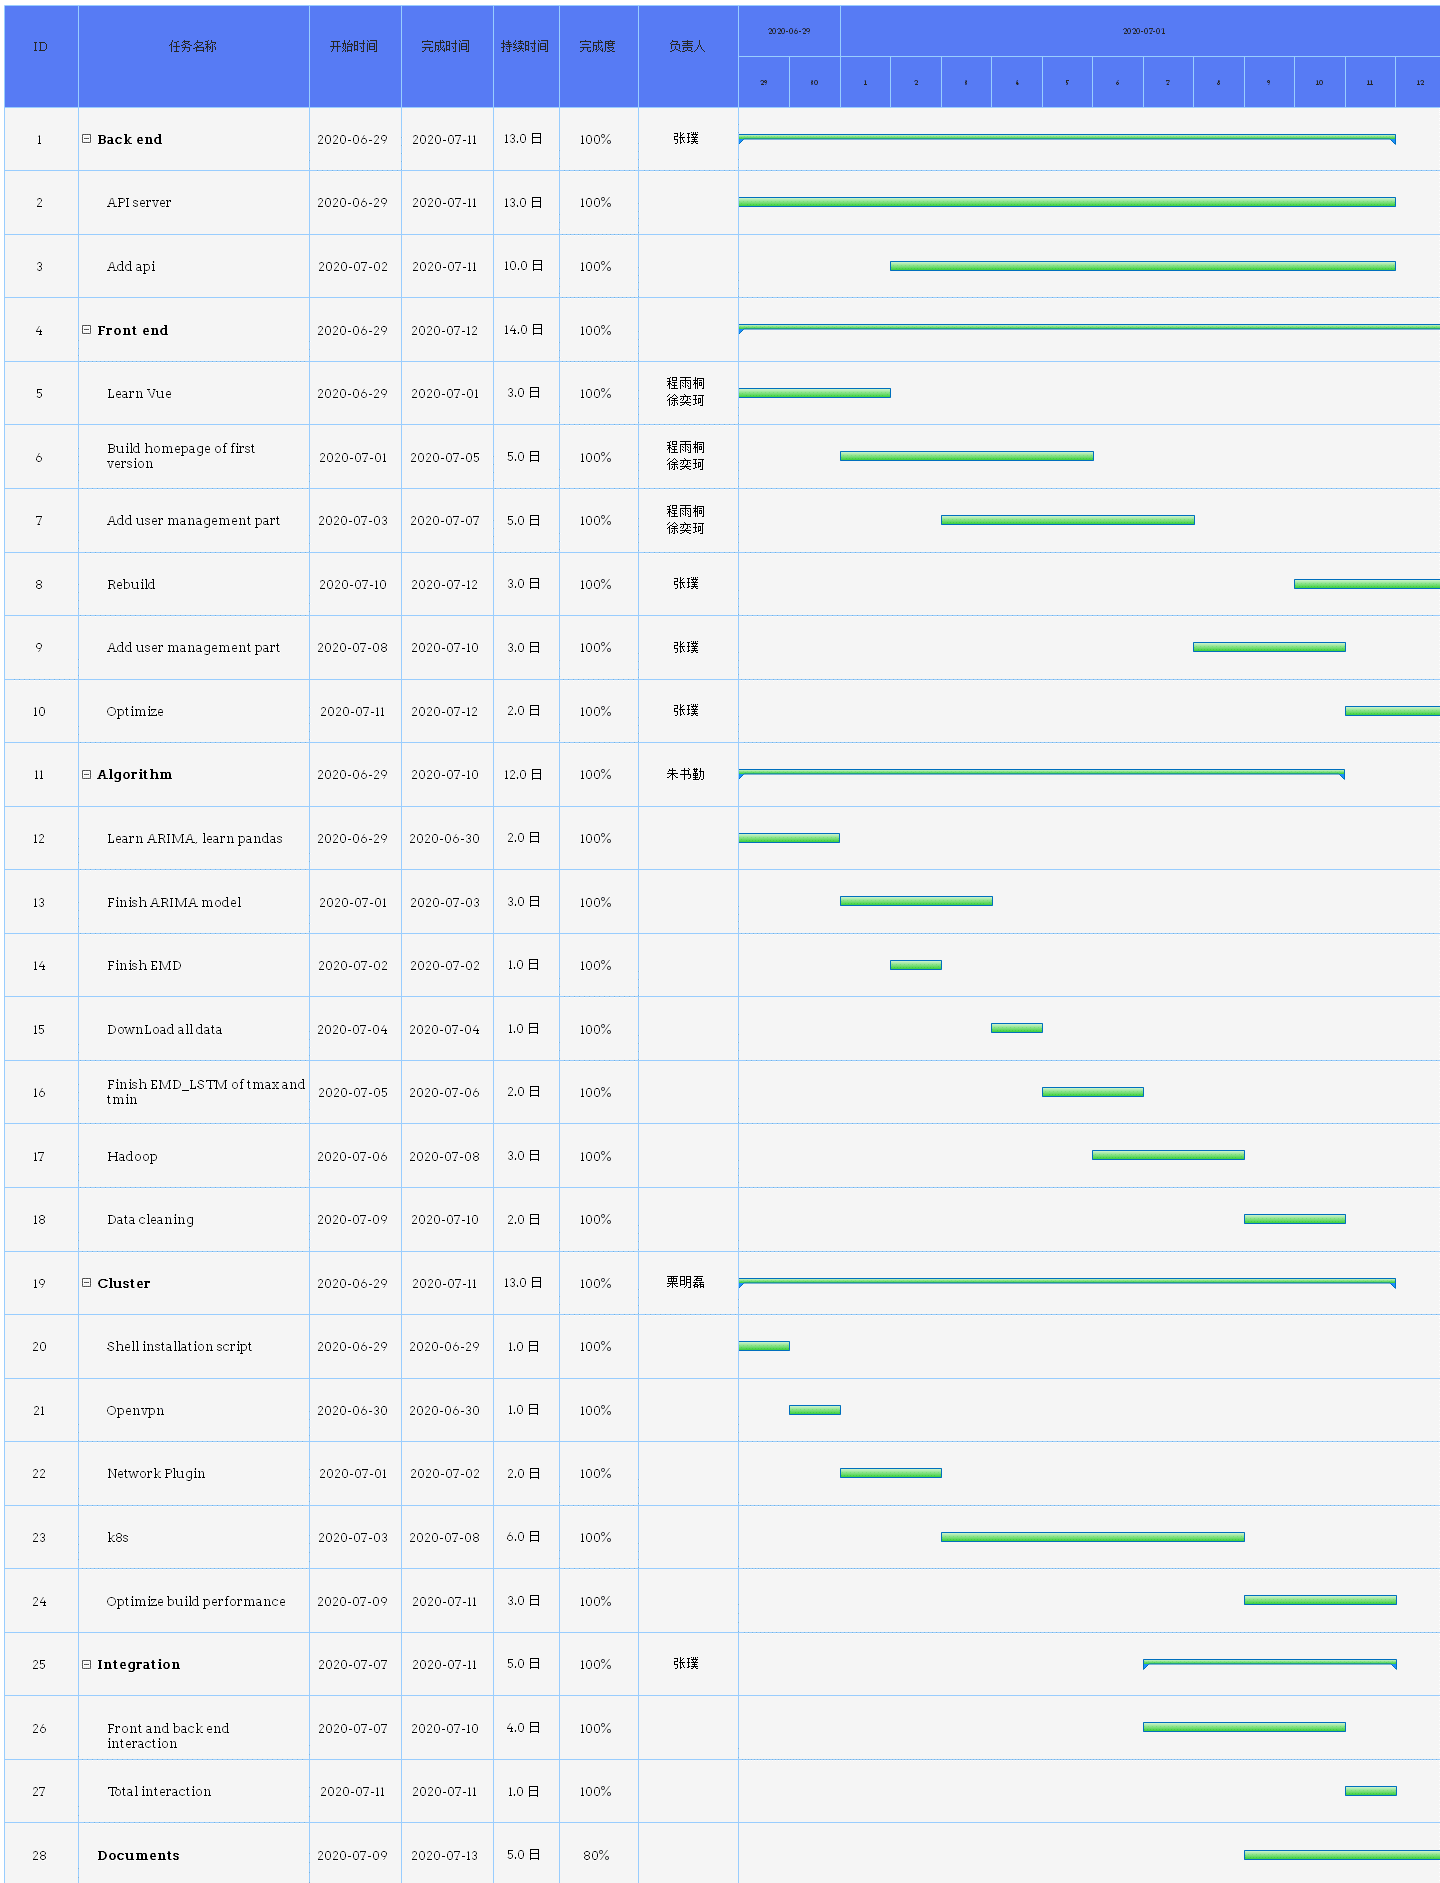 ID 任务名称 开始时间 完成时间 持续时间 完成度 负责人 2020-06-29 2020-07-01
29 30 1 2 3 4 5 6 7 8 9 10 11 12
1 Back end 2020-06-29 2020-07-11 13.0 日 100% 张璞
2 API server 2020-06-29 2020-07-11 13.0 日 100%
3 Add api 2020-07-02 2020-07-11 10.0 日 100%
4 Front end 2020-06-29 2020-07-12 14.0 日 100%
5 Learn Vue 2020-06-29 2020-07-01 3.0 日 100% 程雨桐
徐奕珂
6 Build homepage of first
version 2020-07-01 2020-07-05 5.0 日 100% 程雨桐
徐奕珂
7 Add user management part 2020-07-03 2020-07-07 5.0 日 100% 程雨桐
徐奕珂
8 Rebuild 2020-07-10 2020-07-12 3.0 日 100% 张璞
9 Add user management part 2020-07-08 2020-07-10 3.0 日 100% 张璞
10 Optimize 2020-07-11 2020-07-12 2.0 日 100% 张璞
11 Algorithm 2020-06-29 2020-07-10 12.0 日 100% 朱书勤
12 Learn ARIMA, learn pandas 2020-06-29 2020-06-30 2.0 日 100%
13 Finish ARIMA model 2020-07-01 2020-07-03 3.0 日 100%
14 Finish EMD 2020-07-02 2020-07-02 1.0 日 100%
15 DownLoad all data 2020-07-04 2020-07-04 1.0 日 100%
16 Finish EMD_LSTM of tmax and
tmin 2020-07-05 2020-07-06 2.0 日 100%
17 Hadoop 2020-07-06 2020-07-08 3.0 日 100%
18 Data cleaning 2020-07-09 2020-07-10 2.0 日 100%
19 Cluster 2020-06-29 2020-07-11 13.0 日 100% 栗明磊
20 Shell installation script 2020-06-29 2020-06-29 1.0 日 100%
21 Openvpn 2020-06-30 2020-06-30 1.0 日 100%
22 Network Plugin 2020-07-01 2020-07-02 2.0 日 100%
23 k8s 2020-07-03 2020-07-08 6.0 日 100%
24 Optimize build performance 2020-07-09 2020-07-11 3.0 日 100%
25 Integration 2020-07-07 2020-07-11 5.0 日 100% 张璞
26 Front and back end
interaction 2020-07-07 2020-07-10 4.0 日 100%
27 Total interaction 2020-07-11 2020-07-11 1.0 日 100%
28 Documents 2020-07-09 2020-07-13 5.0 日 80%